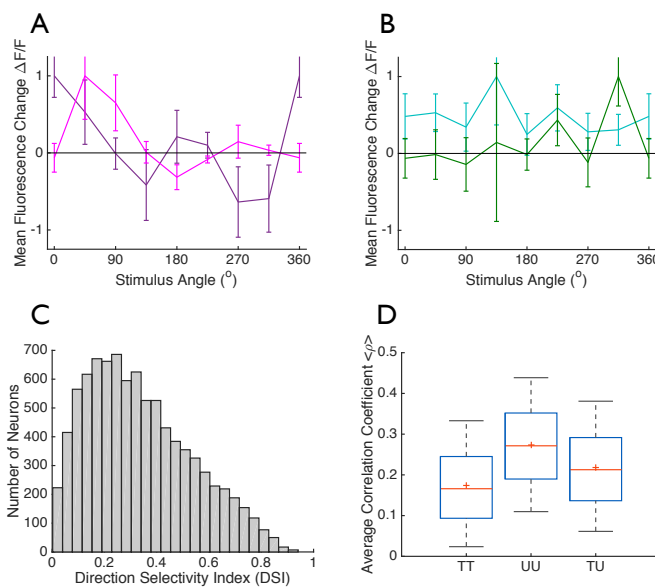 A
Mean Fluorescence Change ΔF/F
1
0
-1
0 90 180 270 360
Stimulus Angle (°)
B
Mean Fluorescence Change ΔF/F
1
0
-1
0 90 180 270 360
Stimulus Angle (°)
C
Number of Neurons
700
600
500
400
300
200
100
0
0 0.2 0.4 0.6 0.8 1
Direction Selectivity Index (DSI)
D
Average Correlation Coefficient <ρ>
0.5
0.4
0.3
0.2
0.1
0
TT UU TU